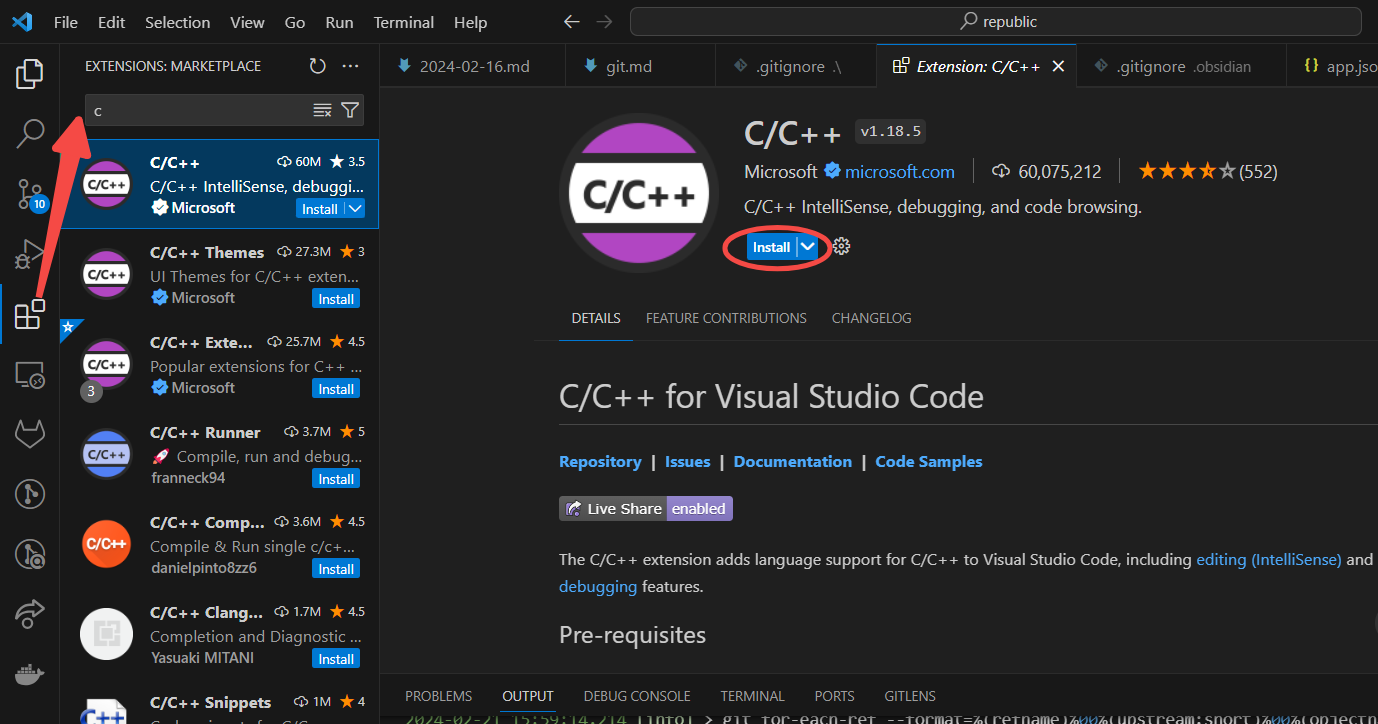 File Edit Selection View Go Run Terminal Help
republic
EXTENSIONS: MARKETPLACE
c
C/C++ 60M 3.5
C/C++ IntelliSense, debuggi...
Microsoft Install
C/C++ Themes 27.3M 3
UI Themes for C/C++ exten...
Microsoft Install
C/C++ Exte... 25.7M 4.5
Popular extensions for C++ ...
Microsoft Install
3
C/C++ Runner 3.7M 5
🚀 Compile, run and debug...
franneck94 Install
C/C++ Comp... 3.6M 4.5
Compile & Run single c/c+...
danielpinto8zz6 Install
C/C++ Clang... 1.7M 4.5
Completion and Diagnostic ...
Yasuaki MITANI Install
C/C++ Snippets 1M 4
10
C/C++
C/C++
C/C++
C/C++
C/C++
C++
2024-02-16.md git.md .gitignore .\ Extension: C/C++ .gitignore .obsidian {} app.jso
C/C++
C/C++ v1.18.5
Microsoft microsoft.com 60,075,212 (552)
C/C++ IntelliSense, debugging, and code browsing.
Install
DETAILS FEATURE CONTRIBUTIONS CHANGELOG
C/C++ for Visual Studio Code
Repository | Issues | Documentation | Code Samples
Live Share enabled
The C/C++ extension adds language support for C/C++ to Visual Studio Code, including editing (IntelliSense) and
debugging features.
Pre-requisites
PROBLEMS OUTPUT DEBUG CONSOLE TERMINAL PORTS GITLENS
2024-02-21 15:59:14.214 [info] > git for-each-ref --format=%(refname)%00%(upstream:short)%00%(objectn